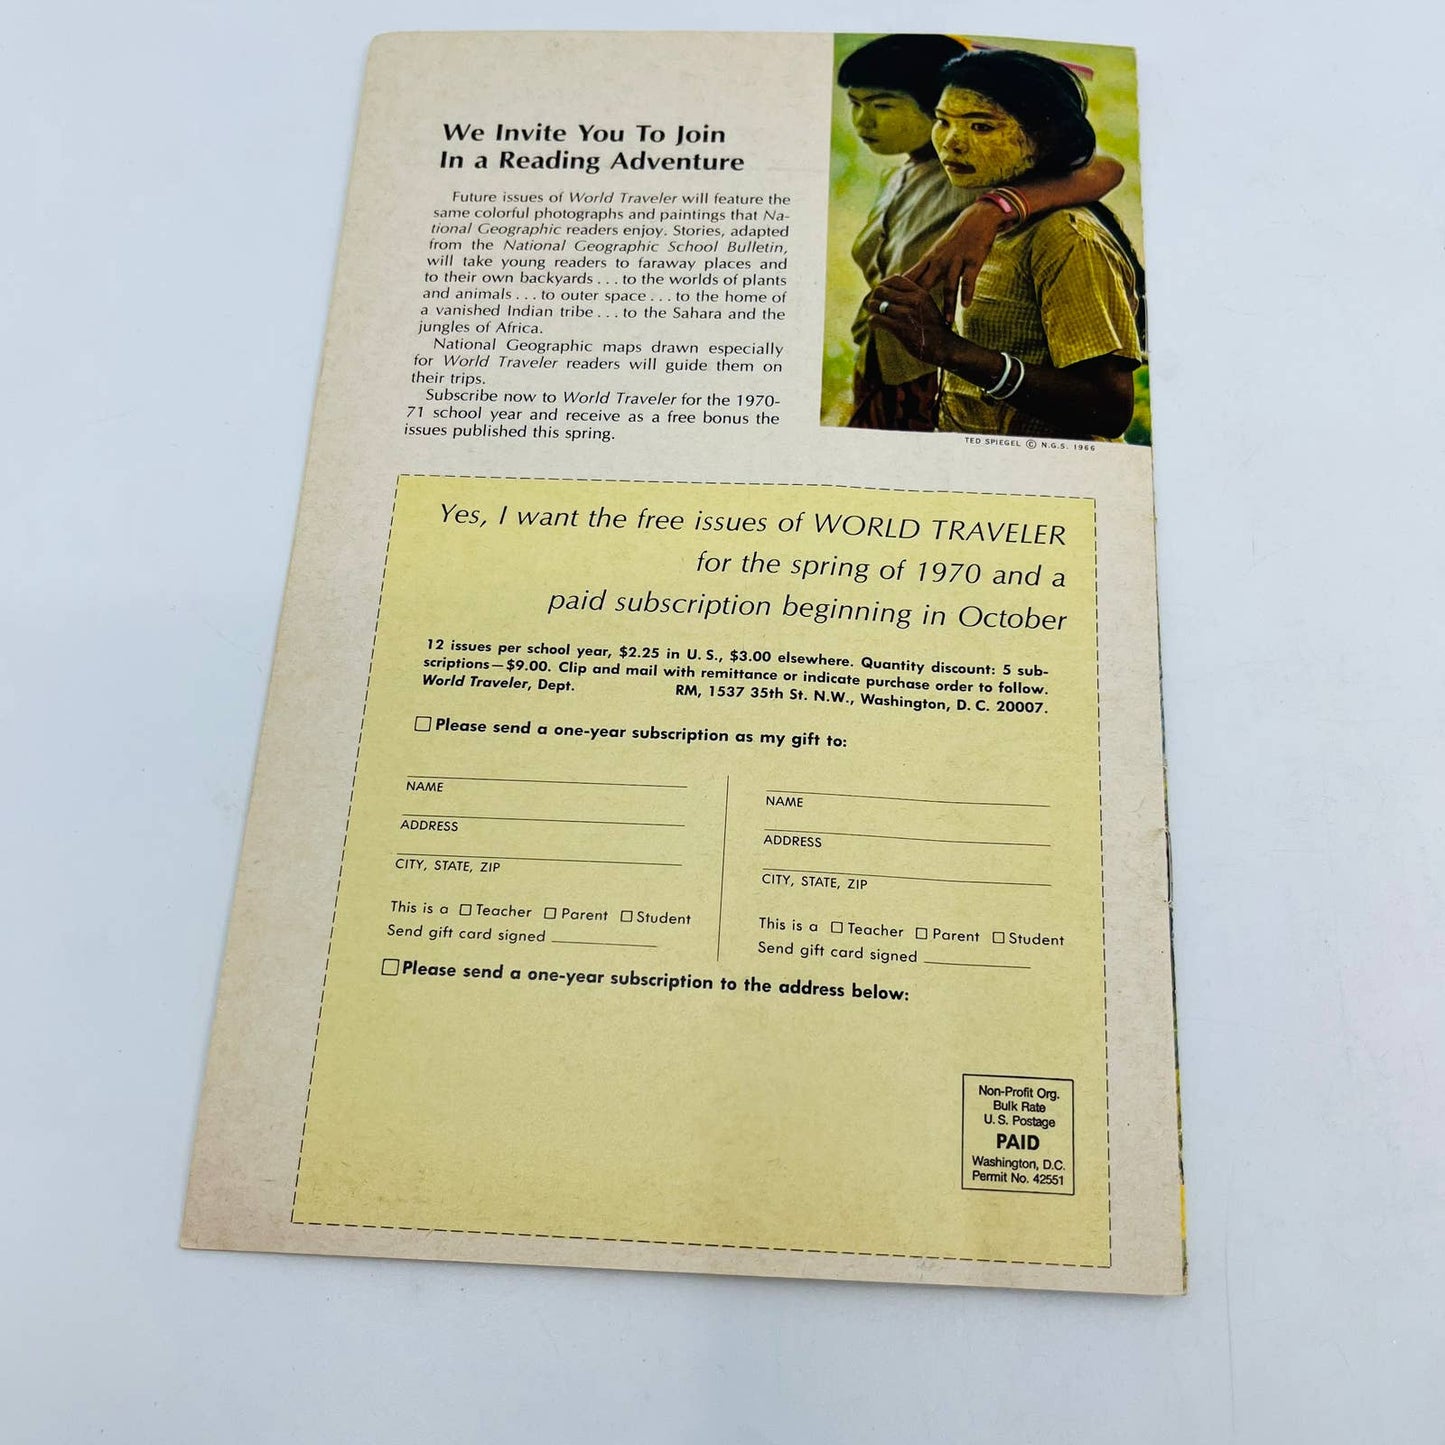 We Invite You To Join
In a Reading Adventure
Future issues of World Traveler will feature the
same colorful photographs and paintings that Na-
tional Geographic readers enjoy. Stories, adapted
from the National Geographic School Bulletin,
will take young readers to faraway places and
to their own backyards . . . to the worlds of plants
and animals . . . to outer space . . . to the home of
a vanished Indian tribe . . . to the Sahara and the
jungles of Africa.
National Geographic maps drawn especially
for World Traveler readers will guide them on
their trips.
Subscribe now to World Traveler for the 1970-
71 school year and receive as a free bonus the
issues published this spring.
TED SPIEGEL © N.G.S. 1966
Yes, I want the free issues of WORLD TRAVELER
for the spring of 1970 and a
paid subscription beginning in October
12 issues per school year, $2.25 in U. S., $3.00 elsewhere. Quantity discount: 5 sub-
scriptions—$9.00. Clip and mail with remittance or indicate purchase order to follow.
World Traveler, Dept. RM, 1537 35th St. N.W., Washington, D. C. 20007.
Please send a one-year subscription as my gift to:
NAME
ADDRESS
CITY, STATE, ZIP
This is a □ Teacher □ Parent □ Student
Send gift card signed
NAME
ADDRESS
CITY, STATE, ZIP
This is a □ Teacher □ Parent □ Student
Send gift card signed
Please send a one-year subscription to the address below:
Non-Profit Org.
Bulk Rate
U. S. Postage
PAID
Washington, D.C.
Permit No. 42551